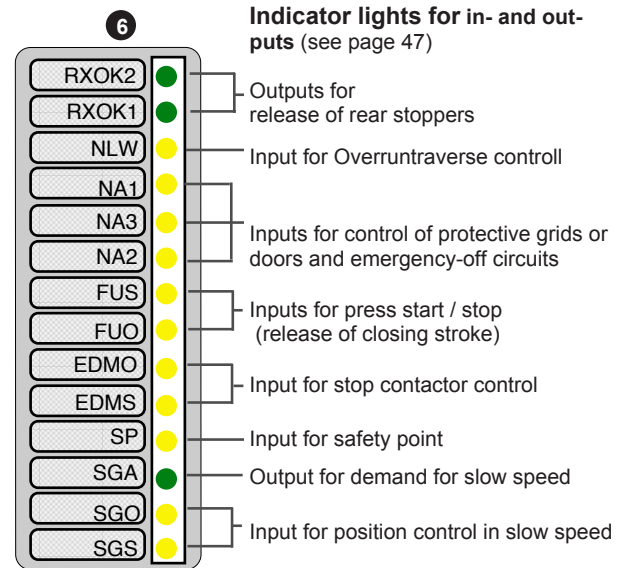 6
Indicator lights for in- and out-
puts (see page 47)
RXOK2
RXOK1
Outputs for
release of rear stoppers
NLW
Input for Overruntraverse controll
NA1
NA3
NA2
Inputs for control of protective grids or
doors and emergency-off circuits
FUS
FUO
Inputs for press start / stop
(release of closing stroke)
EDMO
EDMS
Input for stop contactor control
SP
Input for safety point
SGA
Output for demand for slow speed
SGO
SGS
Input for position control in slow speed